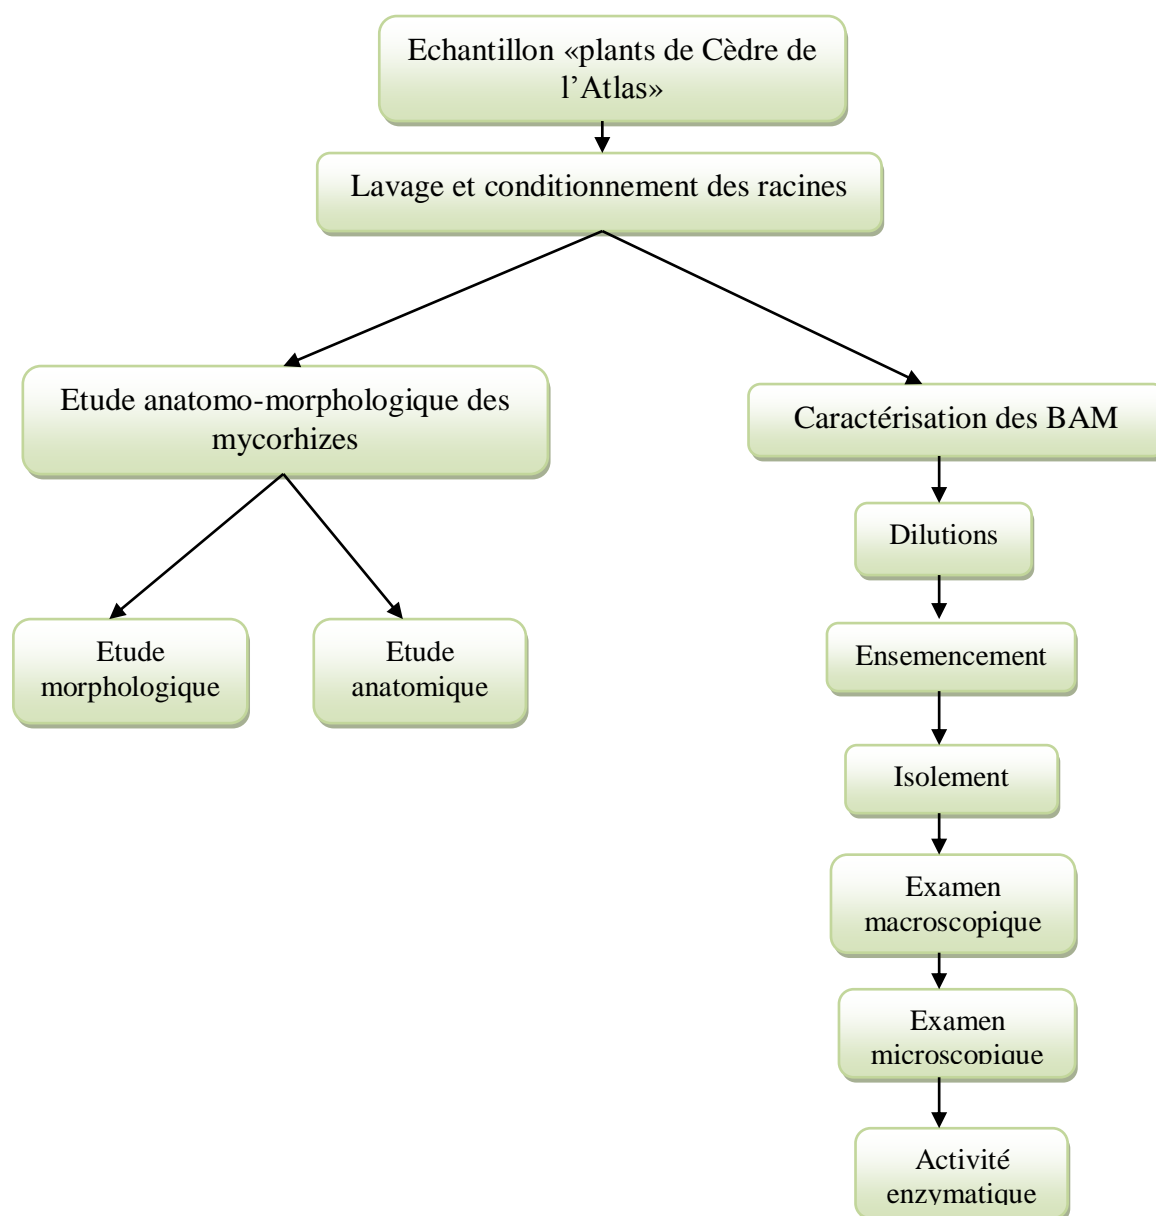 Echantillon «plants de Cèdre de
l’Atlas»
Lavage et conditionnement des racines
Etude anatomo-morphologique des
mycorhizes
Caractérisation des BAM
Dilutions
Etude
morphologique
Etude
anatomique
Ensemencement
Isolement
Examen
macroscopique
Examen
microscopique
Activité
enzymatique